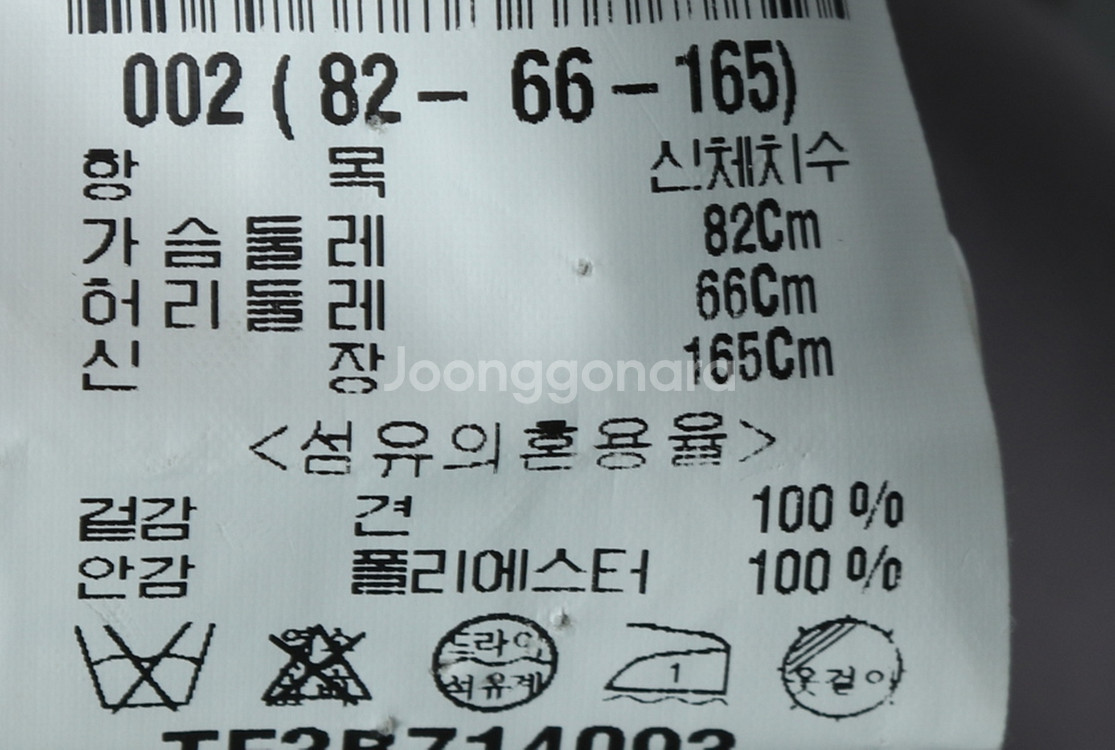 002 ( 82 - 66 - 165)
항 목 신체치수
가 슴 둘 레 82Cm
허 리 둘 레 66Cm
신 장 165Cm
Joonggonara
<섬 유 의 혼 용 율>
겉감 견 100 %
안감 폴리에스터 100 %
드라이 석유계 1 옷걸이